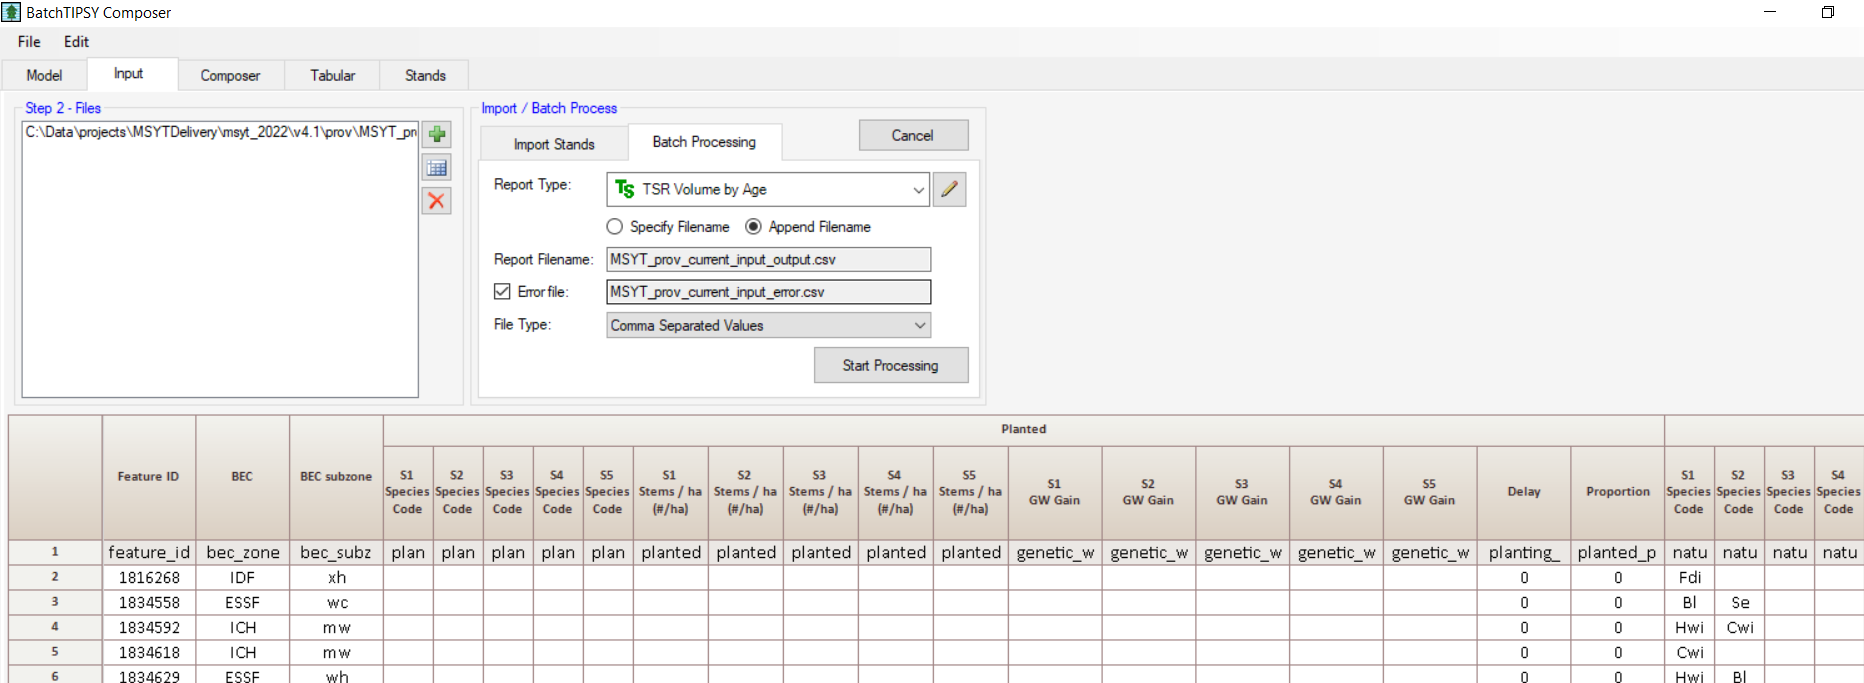 BatchTIPSY Composer
File Edit
Model Input Composer Tabular Stands
Step 2 - Files
C:\Data\projects\MSYTDelivery\msyt_2022\v4.1\prov\MSYT_pr
Import / Batch Process
Import Stands Batch Processing Cancel
Report Type: TS TSR Volume by Age
Specify Filename Append Filename
Report Filename: MSYT_prov_current_input_output.csv
Error file: MSYT_prov_current_input_error.csv
File Type: Comma Separated Values
Start Processing
Planted
Feature ID BEC BEC subzone S1 Species Code S2 Species Code S3 Species Code S4 Species Code S5 Species Code S1 Stems / ha (#/ha) S2 Stems / ha (#/ha) S3 Stems / ha (#/ha) S4 Stems / ha (#/ha) S5 Stems / ha (#/ha) S1 GW Gain S2 GW Gain S3 GW Gain S4 GW Gain S5 GW Gain Delay Proportion S1 Species Code S2 Species Code S3 Species Code S4 Species Code
1 feature_id bec_zone bec_subz plan plan plan plan plan planted planted planted planted planted genetic_w genetic_w genetic_w genetic_w genetic_w planting_ planted_p natu natu natu natu
2 1816268 IDF xh 0 0 Fdi
3 1834558 ESSF wc 0 0 Bl Se
4 1834592 ICH mw 0 0 Hwi Cwi
5 1834618 ICH mw 0 0 Cwi
6 1834629 ESSF wh 0 0 Hwi Bl